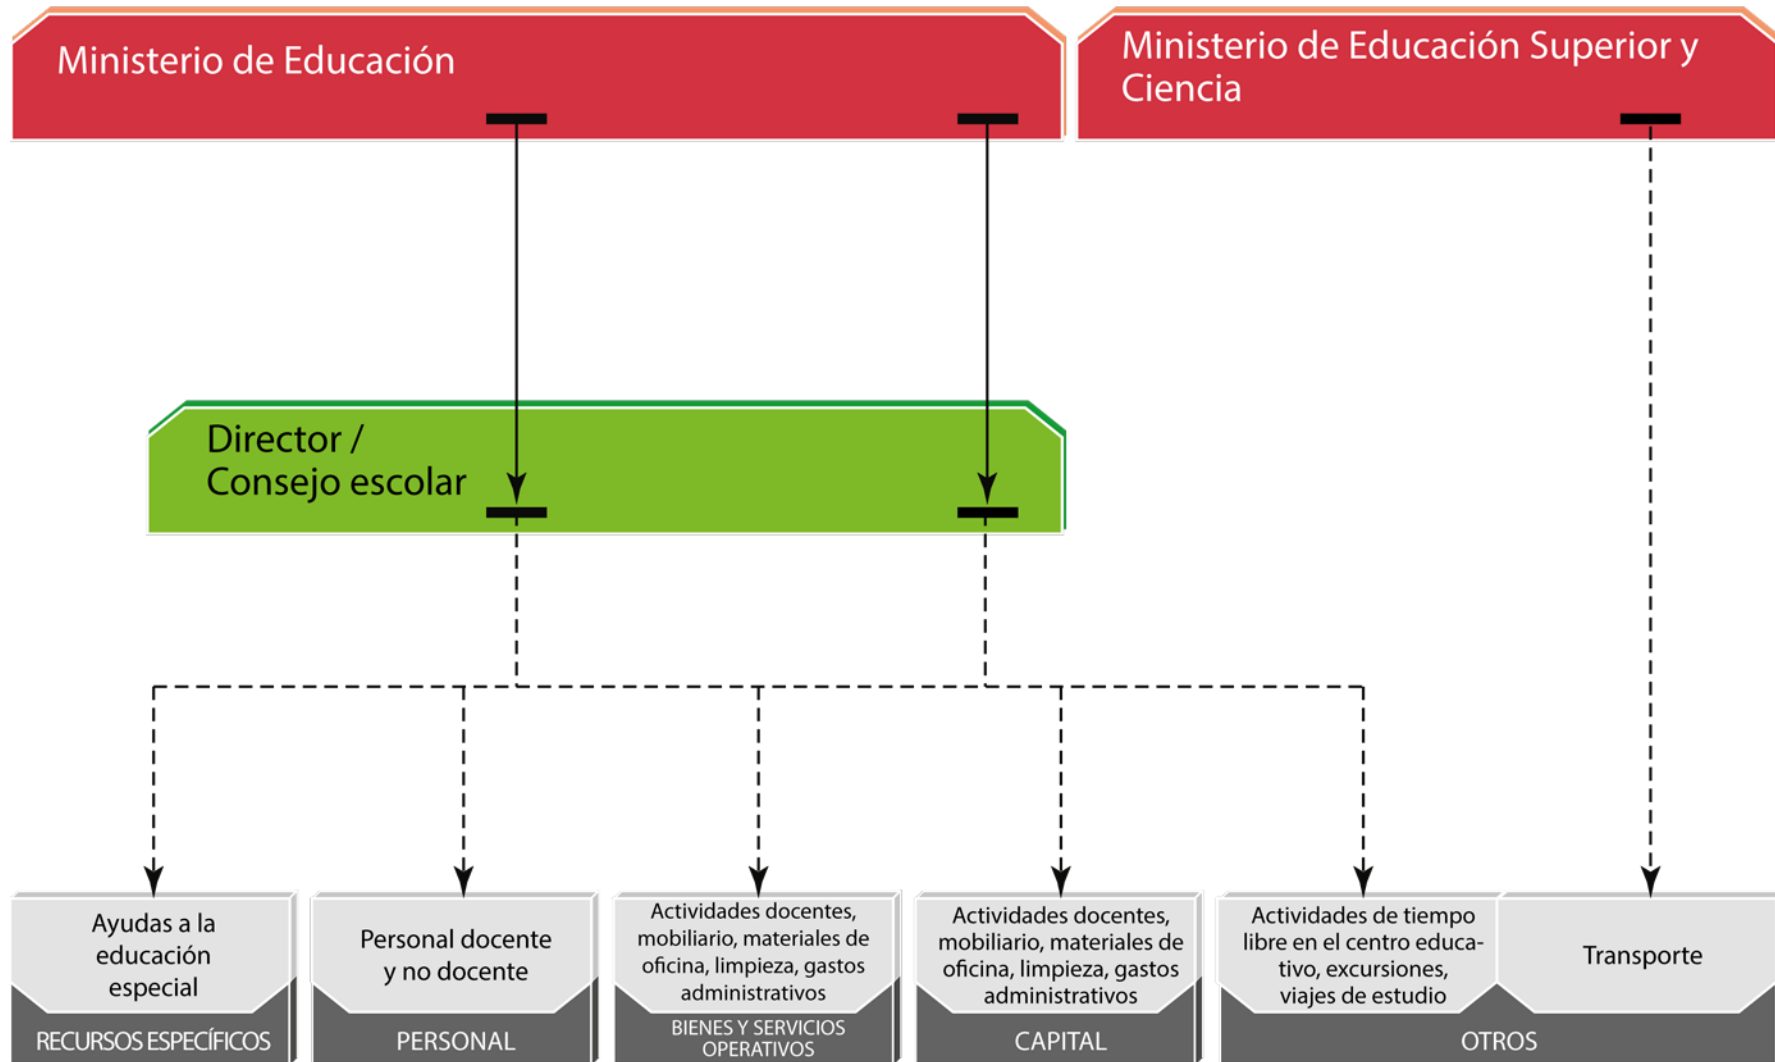 Ministerio de Educación
Ministerio de Educación Superior y
Ciencia
Director /
Consejo escolar
Ayudas a la
educación
especial
RECURSOS ESPECÍFICOS
Personal docente
y no docente
PERSONAL
Actividades docentes,
mobiliario, materiales de
oficina, limpieza, gastos
administrativos
BIENES Y SERVICIOS
OPERATIVOS
Actividades docentes,
mobiliario, materiales de
oficina, limpieza, gastos
administrativos
CAPITAL
Actividades de tiempo
libre en el centro educa-
tivo, excursiones,
viajes de estudio
Transporte
OTROS